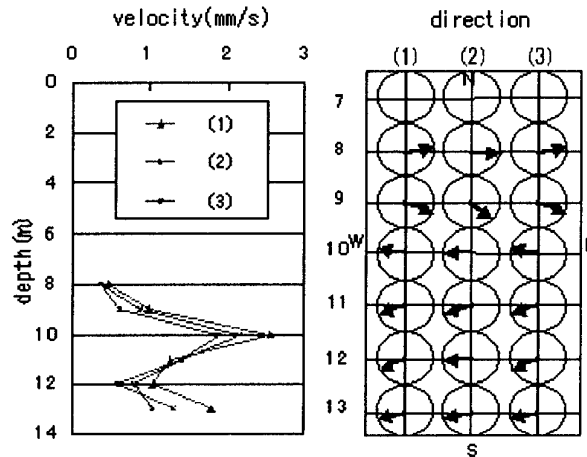 velocity(mm/s)
0 1 2 3
0
2
4
6
8
10
12
14
depth(m)
(1)
(2)
(3)
direction
(1) (2) (3)
N
7
8
9
10 W
11
12
13
S